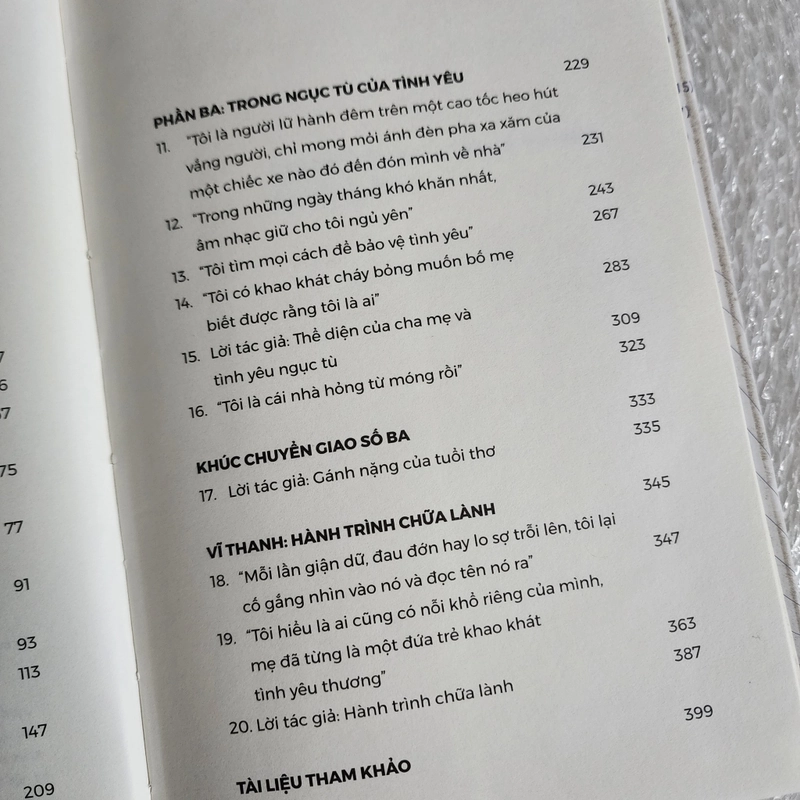 PHẦN BA: TRONG NGỤC TÙ CỦA TÌNH YÊU 229
11. "Tôi là người lữ hành đêm trên một cao tốc heo hút
vắng người, chỉ mong mỏi ánh đèn pha xa xăm của
một chiếc xe nào đó đến đón mình về nhà" 231
12. "Trong những ngày tháng khó khăn nhất,
âm nhạc giữ cho tôi ngủ yên" 243
13. "Tôi tìm mọi cách để bảo vệ tình yêu" 267
14. "Tôi có khao khát cháy bỏng muốn bố mẹ
biết được rằng tôi là ai" 283
15. Lời tác giả: Thể diện của cha mẹ và
tình yêu ngục tù 309
16. "Tôi là cái nhà hỏng từ móng rồi" 323
KHÚC CHUYỂN GIAO SỐ BA 333
17. Lời tác giả: Gánh nặng của tuổi thơ 335
VĨ THANH: HÀNH TRÌNH CHỮA LÀNH 345
18. "Mỗi lần giận dữ, đau đớn hay lo sợ trỗi lên, tôi lại
cố gắng nhìn vào nó và đọc tên nó ra" 347
19. "Tôi hiểu là ai cũng có nỗi khổ riêng của mình,
mẹ đã từng là một đứa trẻ khao khát
tình yêu thương" 363
20. Lời tác giả: Hành trình chữa lành 387
TÀI LIỆU THAM KHẢO 399
75
77
91
93
113
147
209